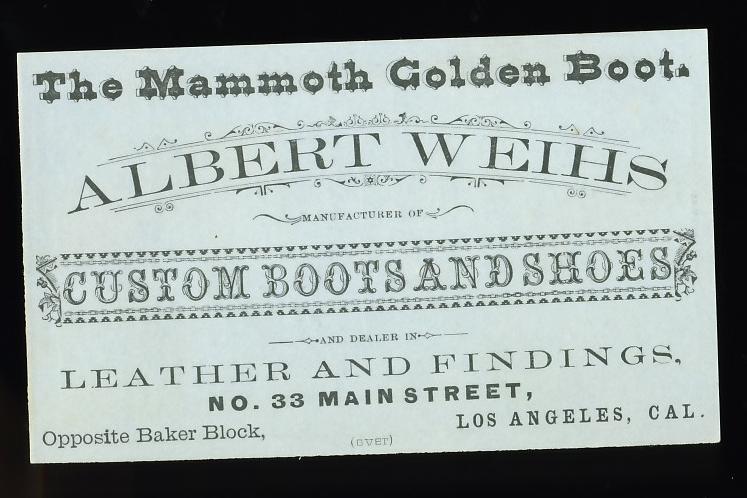 The Mammoth Golden Boot.
ALBERT WEIHS
MANUFACTURER OF
CUSTOM BOOTS AND SHOES
AND DEALER IN
LEATHER AND FINDINGS,
NO. 33 MAIN STREET,
Opposite Baker Block,
LOS ANGELES, CAL.
(OVER)